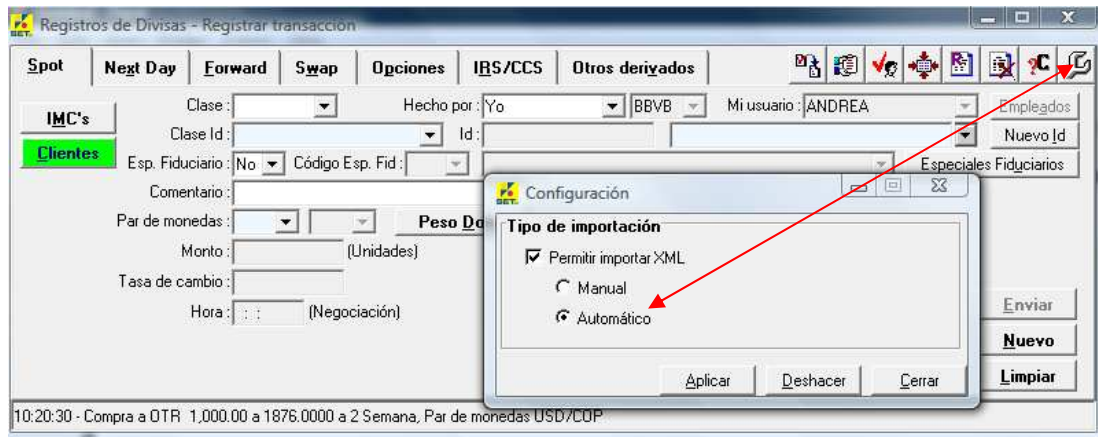 Registros de Divisas - Registrar transacción
Spot Next Day Forward Swap Opciones IRS/CCS Otros derivados
IMC's Clase : Hecho por : Yo BBVB Mi usuario : ANDREA Empleados
Clientes Clase Id : Id : Nuevo Id
Esp. Fiduciario : No Código Esp. Fid : Especiales Fiduciarios
Comentario :
Par de monedas : Peso Do
Monto : (Unidades)
Tasa de cambio :
Hora : : : (Negociación)
Configuración
Tipo de importación
Permitir importar XML
Manual
Automático
Aplicar Deshacer Cerrar
Enviar
Nuevo
Limpiar
10:20:30 - Compra a OTR 1,000.00 a 1876.0000 a 2 Semana, Par de monedas USD/COP